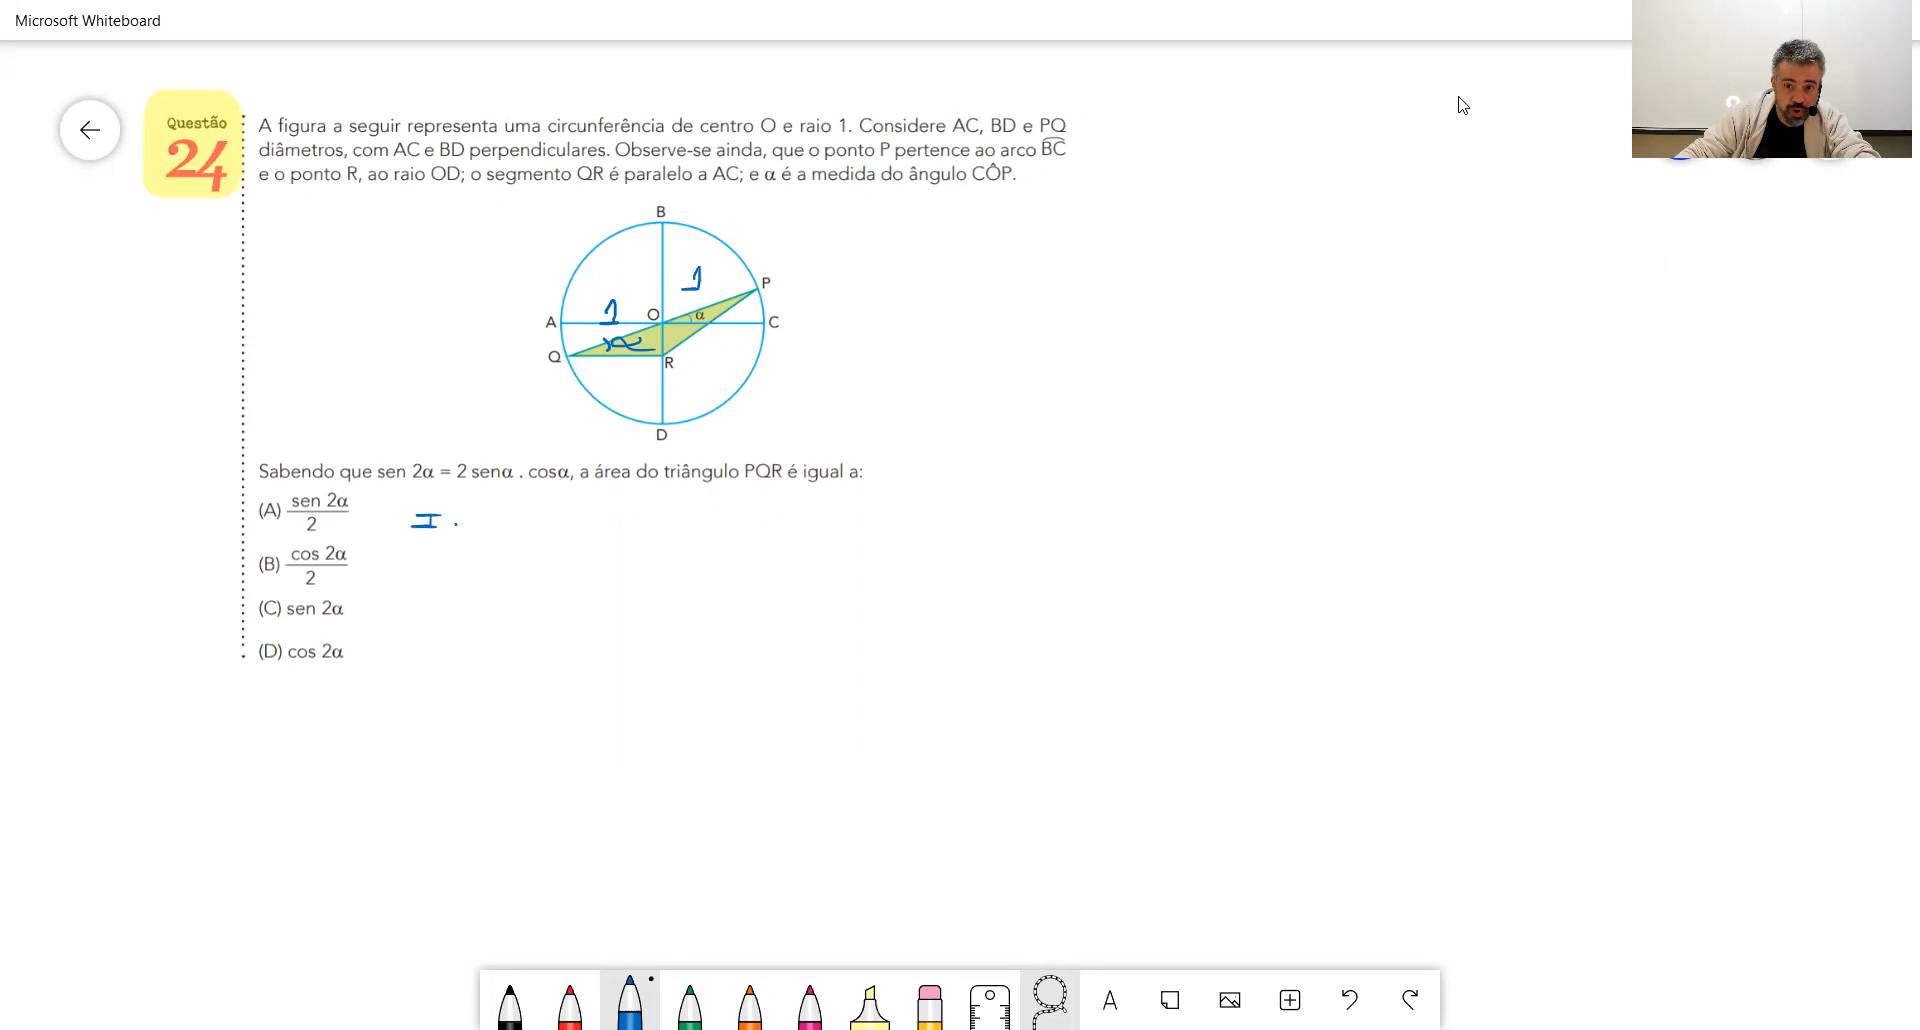 Microsoft Whiteboard
Questão
24
A figura a seguir representa uma circunferência de centro O e raio 1. Considere AC, BD e PQ
diâmetros, com AC e BD perpendiculares. Observe-se ainda, que o ponto P pertence ao arco BC
e o ponto R, ao raio OD; o segmento QR é paralelo a AC; e α é a medida do ângulo CÔP.
B
1
P
1
O
α
A
C
x
Q
R
D
Sabendo que sen 2α = 2 senα . cosα, a área do triângulo PQR é igual a:
(A) sen 2α / 2
I .
(B) cos 2α / 2
(C) sen 2α
(D) cos 2α
A